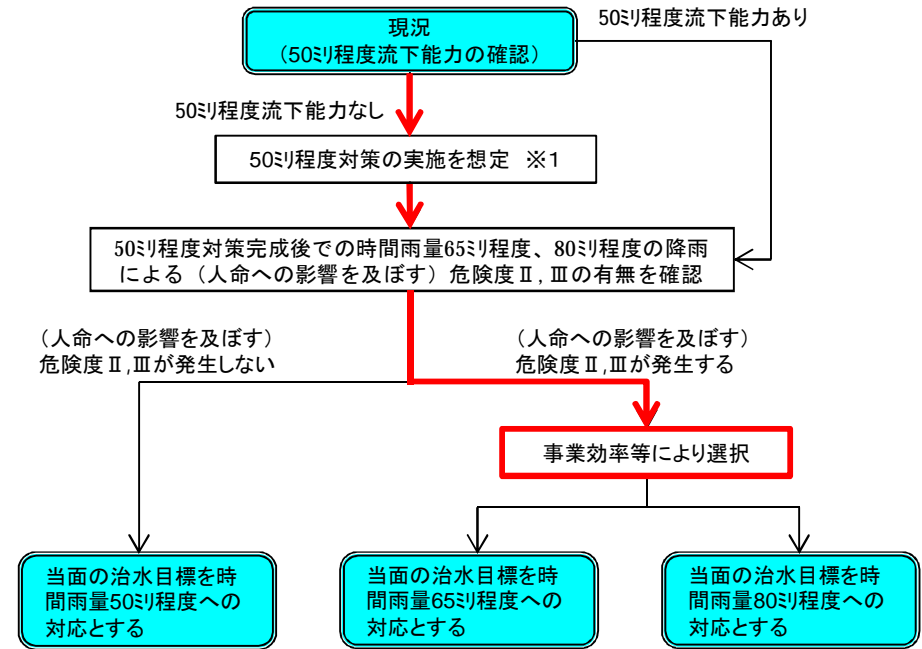 現況
（50ﾐﾘ程度流下能力の確認）
50ﾐﾘ程度流下能力あり
50ﾐﾘ程度流下能力なし
50ﾐﾘ程度対策の実施を想定 ※1
50ﾐﾘ程度対策完成後での時間雨量65ﾐﾘ程度、80ﾐﾘ程度の降雨
による（人命への影響を及ぼす）危険度Ⅱ,Ⅲの有無を確認
（人命への影響を及ぼす）
危険度Ⅱ,Ⅲが発生しない
（人命への影響を及ぼす）
危険度Ⅱ,Ⅲが発生する
事業効率等により選択
当面の治水目標を時
間雨量50ﾐﾘ程度への
対応とする
当面の治水目標を時
間雨量65ﾐﾘ程度への
対応とする
当面の治水目標を時
間雨量80ﾐﾘ程度への
対応とする